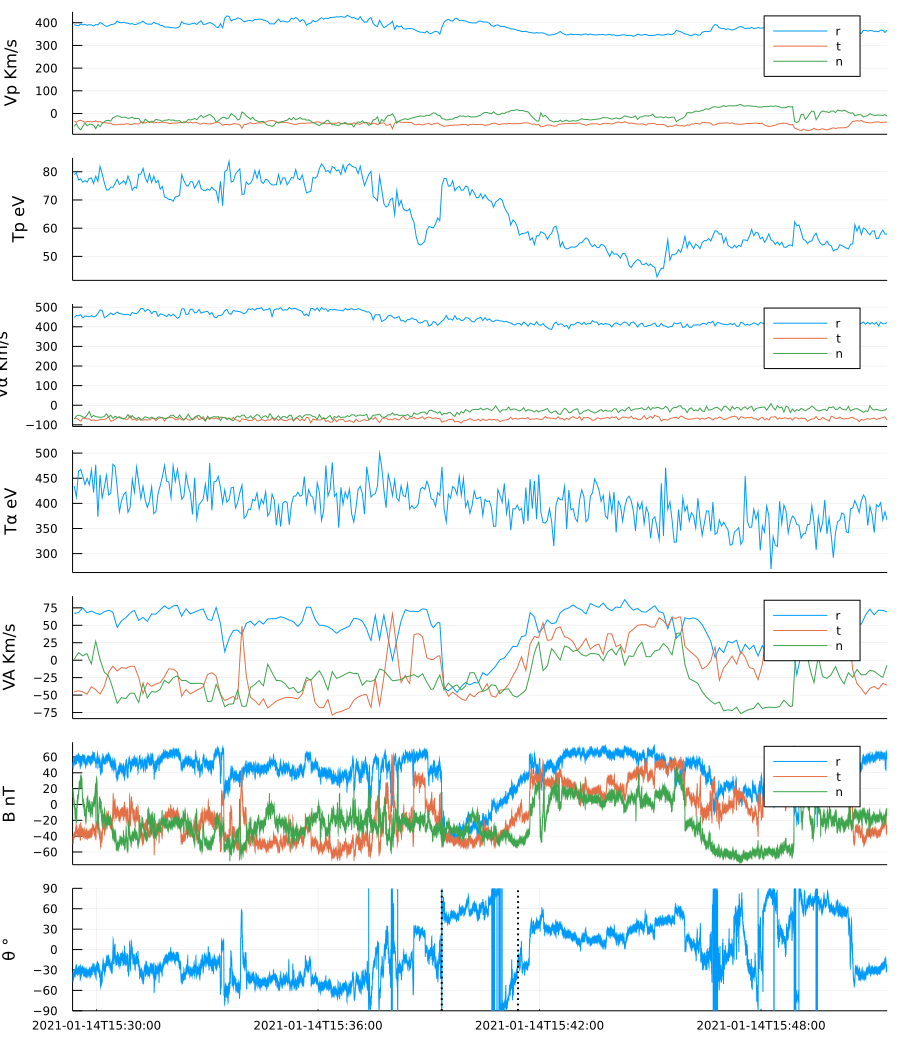 Vp Km/s
400
300
200
100
0
r
t
n
Tp eV
80
70
60
50
Vα Km/s
500
400
300
200
100
0
−100
r
t
n
Tα eV
500
450
400
350
300
VA Km/s
75
50
25
0
−25
−50
−75
r
t
n
B nT
60
40
20
0
−20
−40
−60
r
t
n
θ °
90
60
30
0
−30
−60
−90
2021-01-14T15:30:00 2021-01-14T15:36:00 2021-01-14T15:42:00 2021-01-14T15:48:00